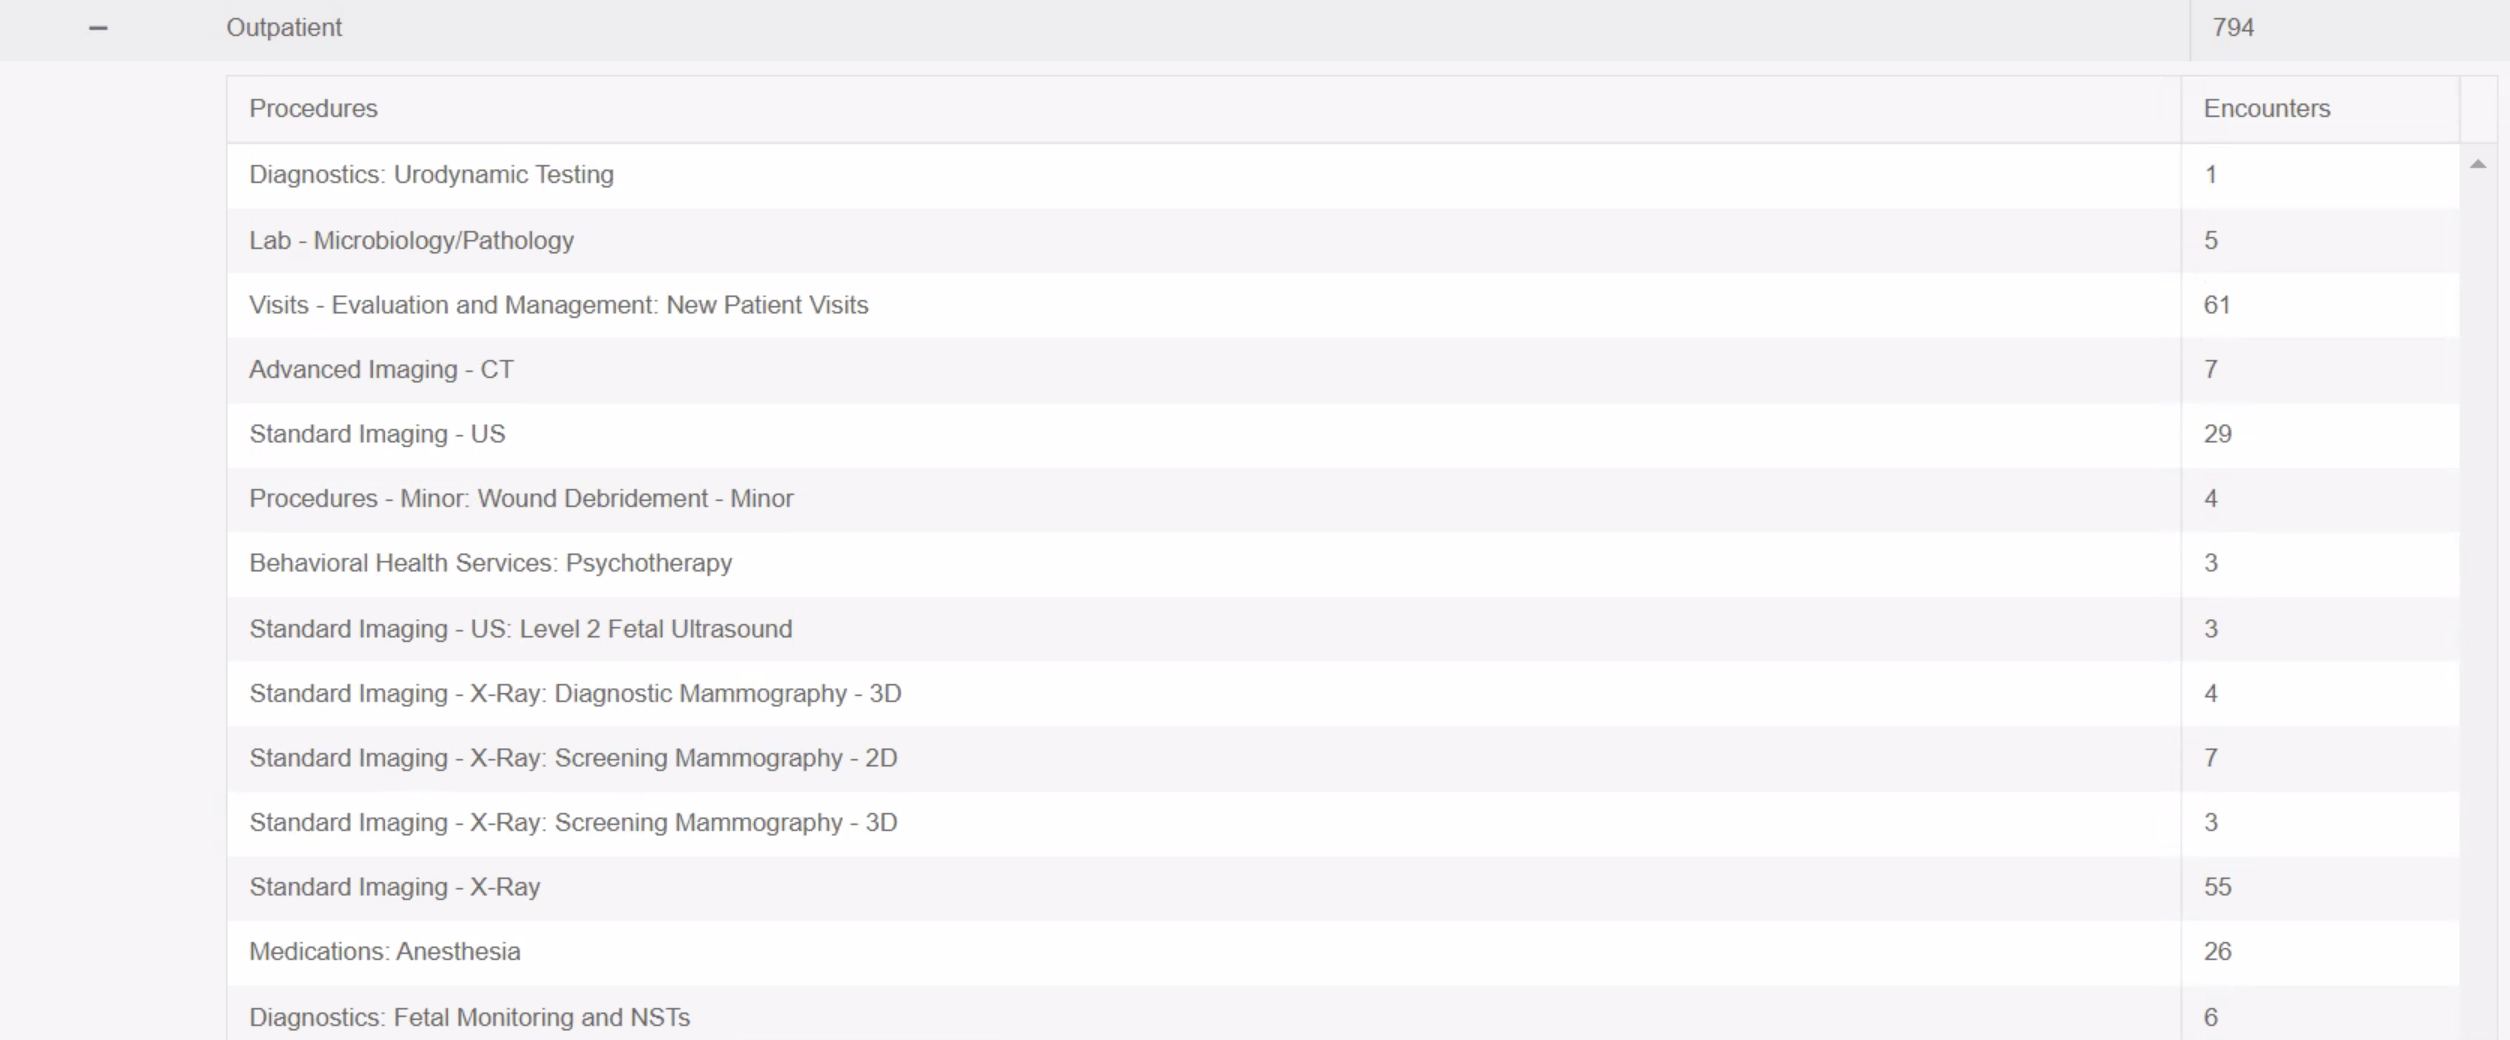 Outpatient 794
Procedures Encounters
Diagnostics: Urodynamic Testing 1
Lab - Microbiology/Pathology 5
Visits - Evaluation and Management: New Patient Visits 61
Advanced Imaging - CT 7
Standard Imaging - US 29
Procedures - Minor: Wound Debridement - Minor 4
Behavioral Health Services: Psychotherapy 3
Standard Imaging - US: Level 2 Fetal Ultrasound 3
Standard Imaging - X-Ray: Diagnostic Mammography - 3D 4
Standard Imaging - X-Ray: Screening Mammography - 2D 7
Standard Imaging - X-Ray: Screening Mammography - 3D 3
Standard Imaging - X-Ray 55
Medications: Anesthesia 26
Diagnostics: Fetal Monitoring and NSTs 6